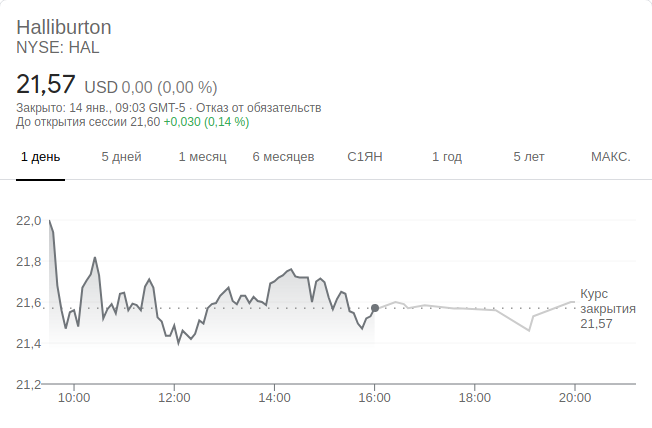 Halliburton
NYSE: HAL
21,57 USD 0,00 (0,00 %)
Закрыто: 14 янв., 09:03 GMT-5 · Отказ от обязательств
До открытия сессии 21,60 +0,030 (0,14 %)
1 день 5 дней 1 месяц 6 месяцев С1ЯН 1 год 5 лет МАКС.
22,0
21,8
21,6
21,4
21,2
Курс
закрытия
21,57
10:00 12:00 14:00 16:00 18:00 20:00